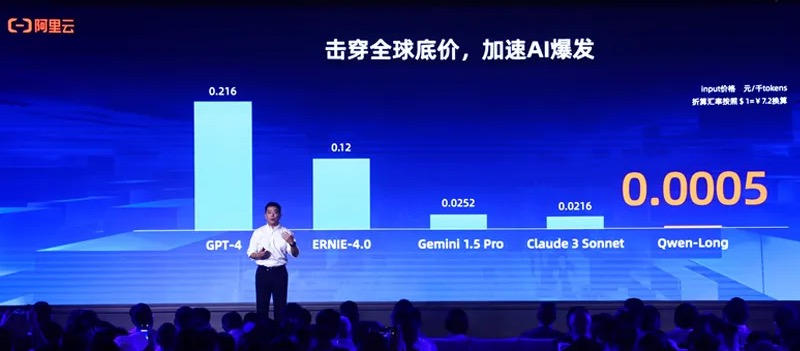 阿里云
击穿全球底价，加速AI爆发
input价格 元/千tokens
折算汇率按照 $ 1=￥7.2换算
0.216
0.12
0.0252
0.0216
0.0005
GPT-4
ERNIE-4.0
Gemini 1.5 Pro
Claude 3 Sonnet
Qwen-Long